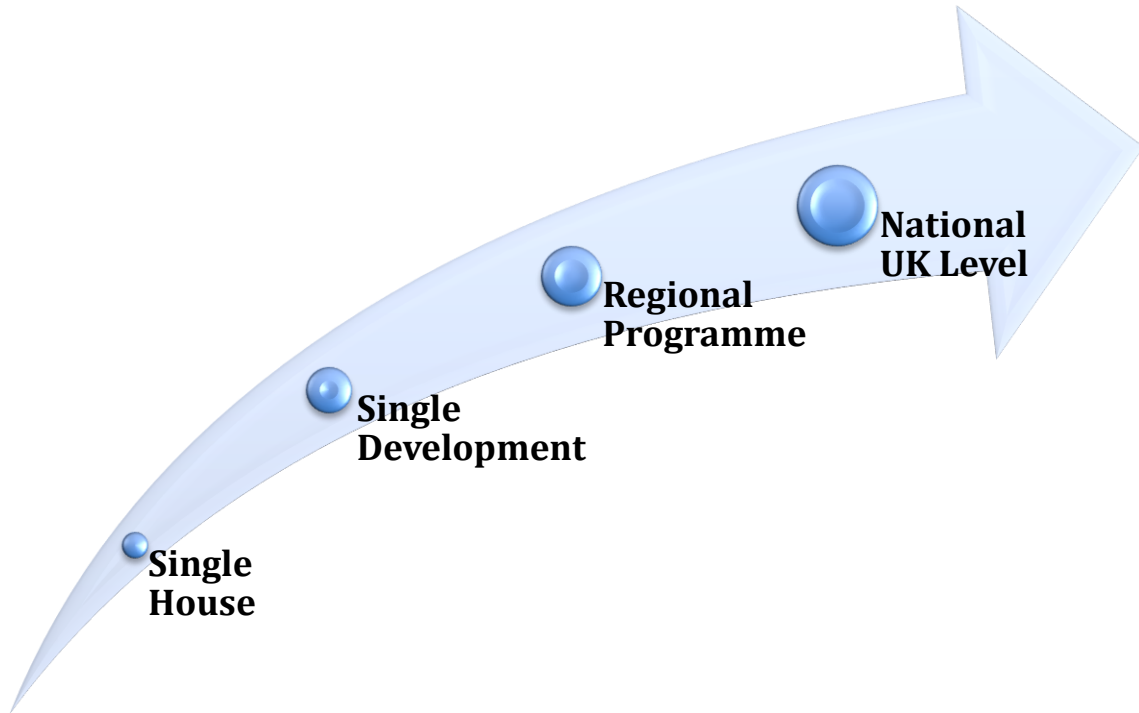 Single
House
Single
Development
Regional
Programme
National
UK Level